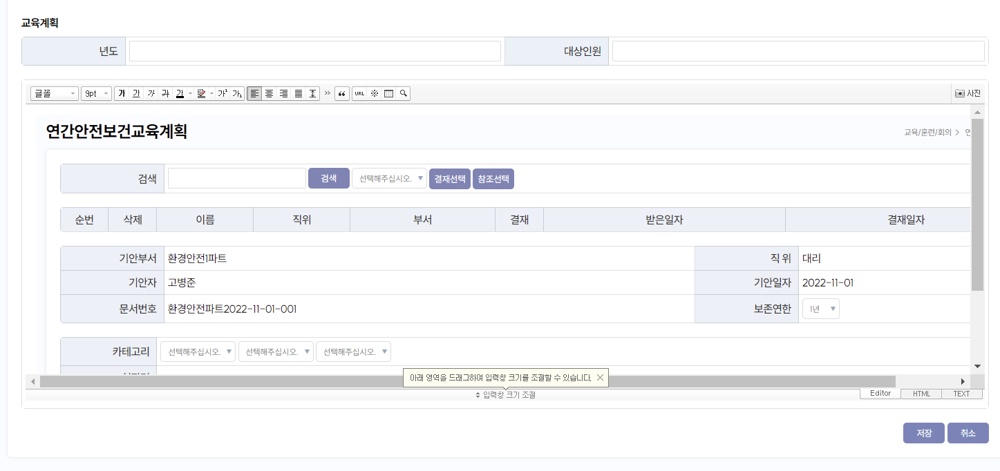 교육계획
년도 대상인원
글꼴 9pt 가 가 가 가 가 가¹ 가₁ » “ URL ※ 사진
연간안전보건교육계획 교육/훈련/회의 >
검색 검색 선택해주십시오. 결재선택 참조선택
순번 삭제 이름 직위 부서 결재 받은일자 결재일자
기안부서 환경안전1파트 직 위 대리
기안자 고병준 기안일자 2022-11-01
문서번호 환경안전파트2022-11-01-001 보존연한 1년
카테고리 선택해주십시오. 선택해주십시오. 선택해주십시오.
아래 영역을 드래그하여 입력창 크기를 조절할 수 있습니다.
입력창 크기 조절 Editor HTML TEXT
저장 취소